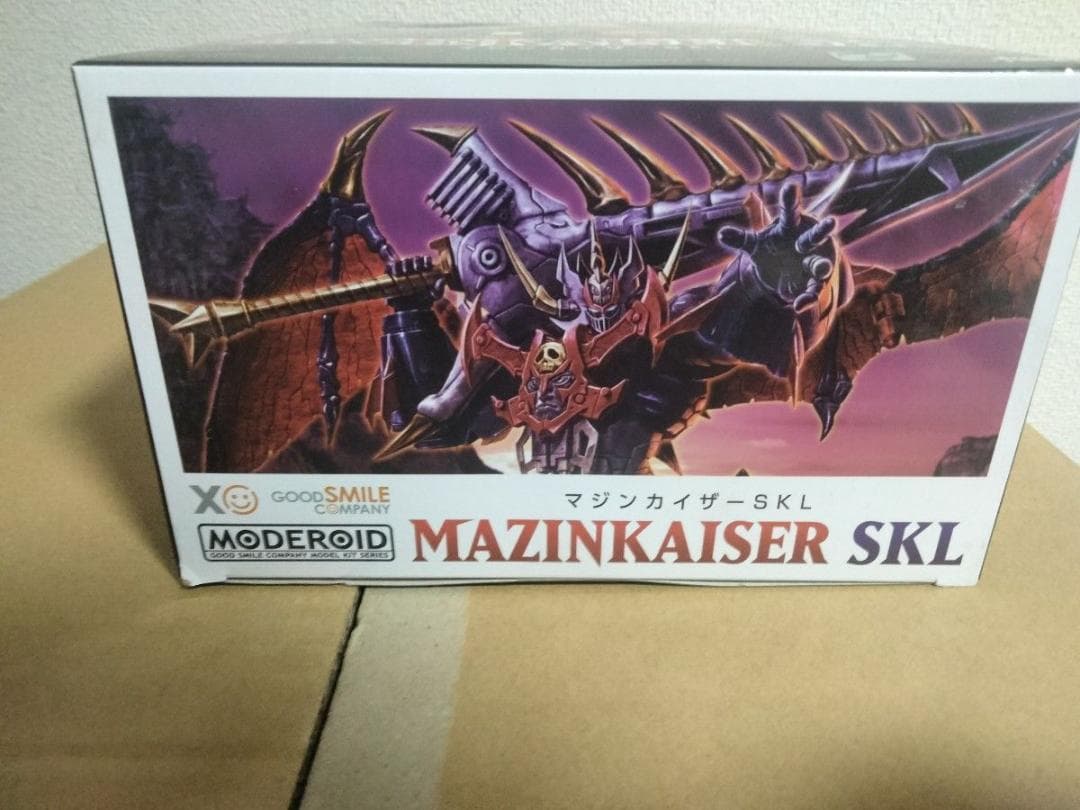 GOOD SMILE COMPANY
MODEROID
GOOD SMILE COMPANY MODEL KIT SERIES
マジンカイザーSKL
MAZINKAISER SKL